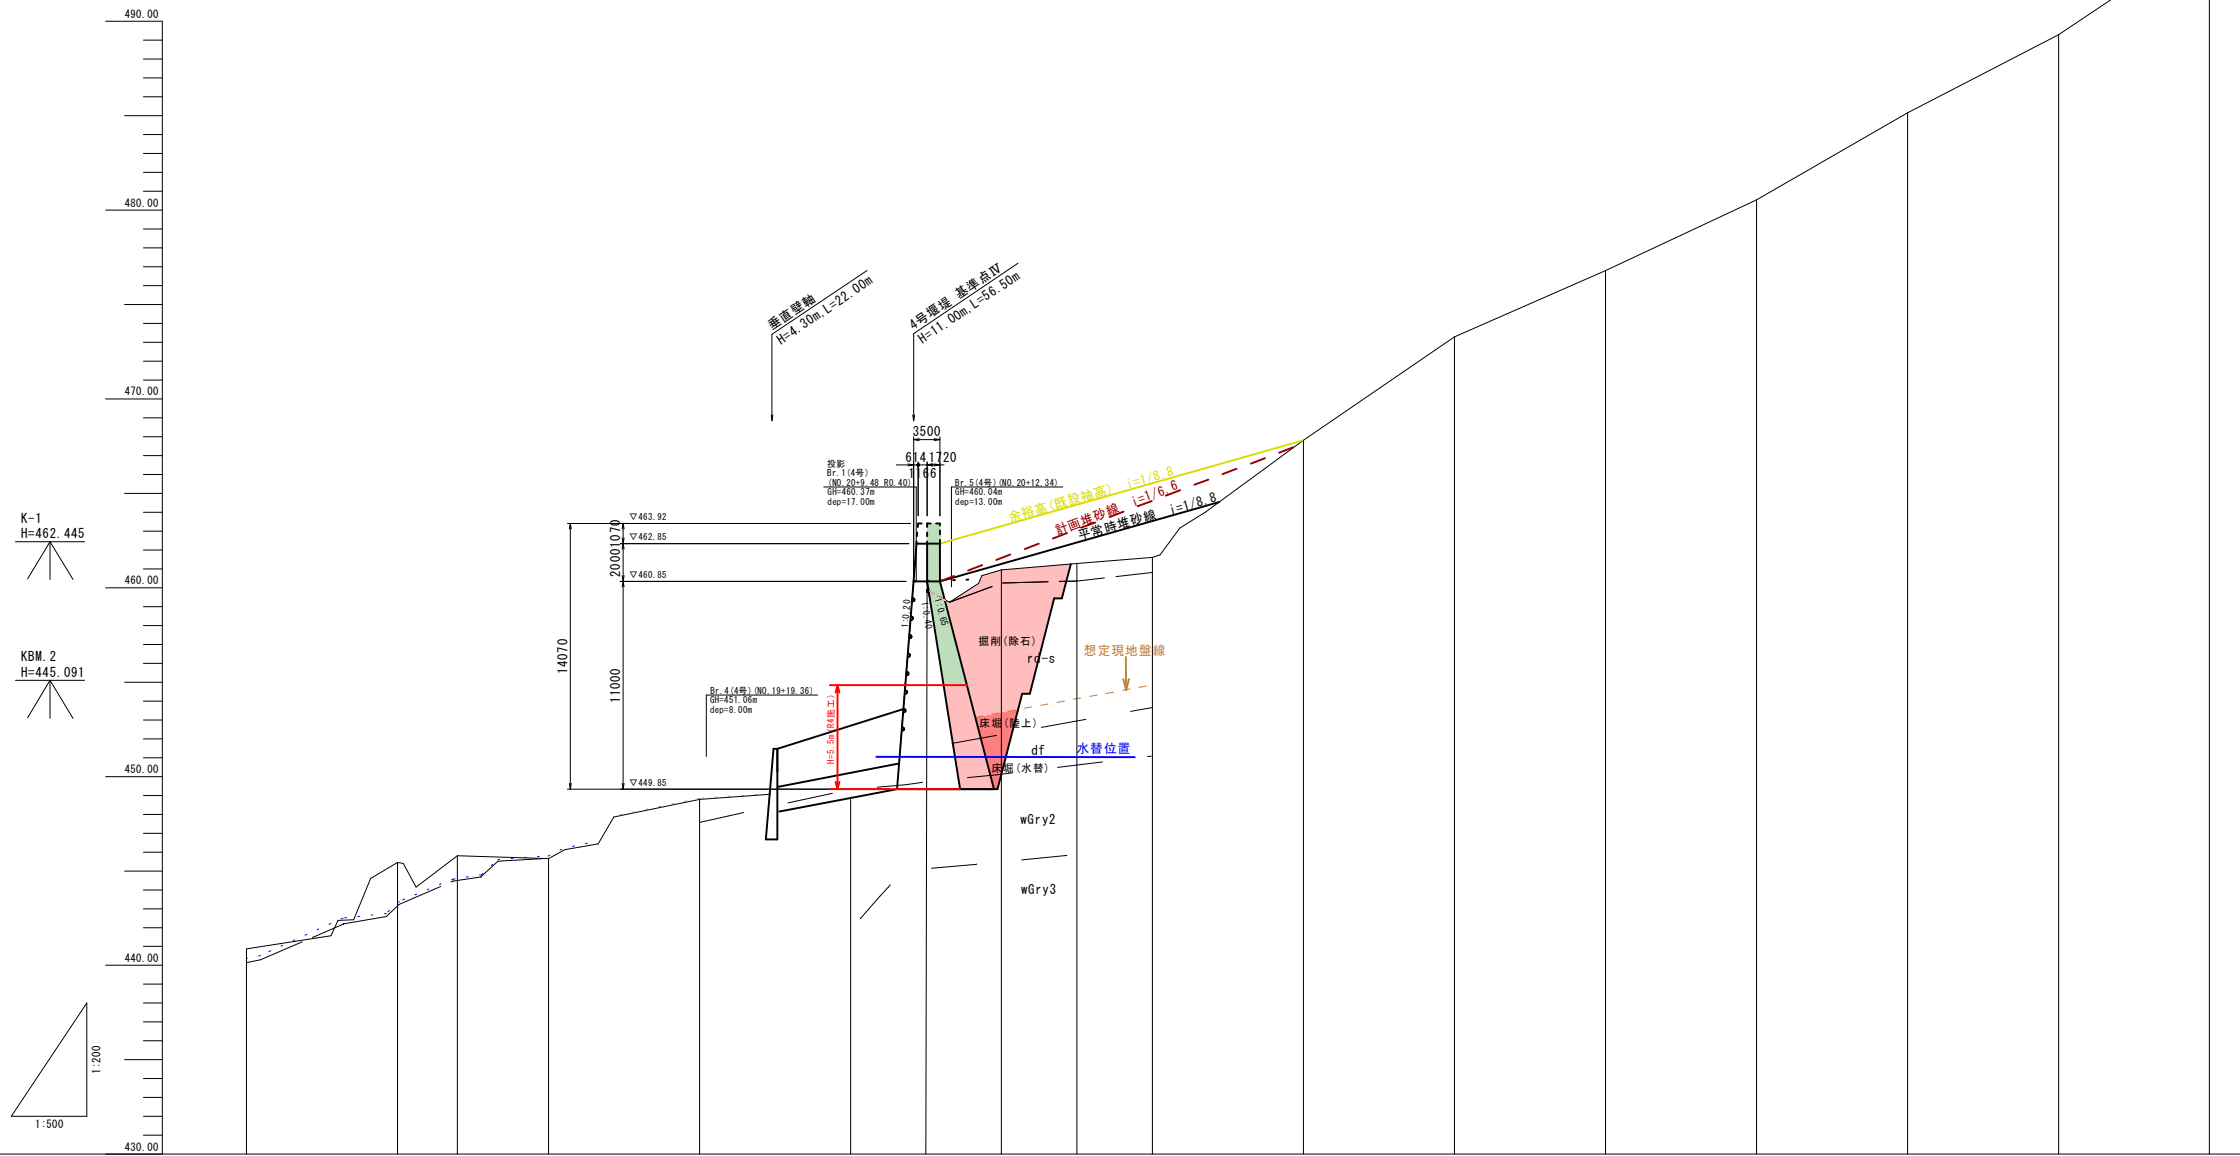 490.00
480.00
470.00
460.00
450.00
440.00
430.00
K-1
H=462.445
KBM.2
H=445.091
1:200
1:500
垂直壁軸
H=4.30m,L=22.00m
4号堰堤 基準点Ⅳ
H=11.00m,L=56.50m
3500
614
1720
1166
投影
Br.1(4号)
(NO.20+9.48 R0.40)
GH=460.37m
dep=17.00m
Br.5(4号)(NO.20+12.34)
GH=460.04m
dep=13.00m
余裕高(既設袖高) i=1/8.8
計画堆砂線 i=1/6.6
平常時堆砂線 i=1/8.8
▽463.92
▽462.85
▽460.85
▽449.85
1070
2000
11000
14070
1:0.20
1:0.40
1:0.65
掘削(除石)
rd-s
想定現地盤線
Br.4(4号)(NO.19+19.36)
GH=451.06m
dep=8.00m
H=5.5m(R4施工)
床堀(陸上)
df
水替位置
床堀(水替)
wGry2
wGry3